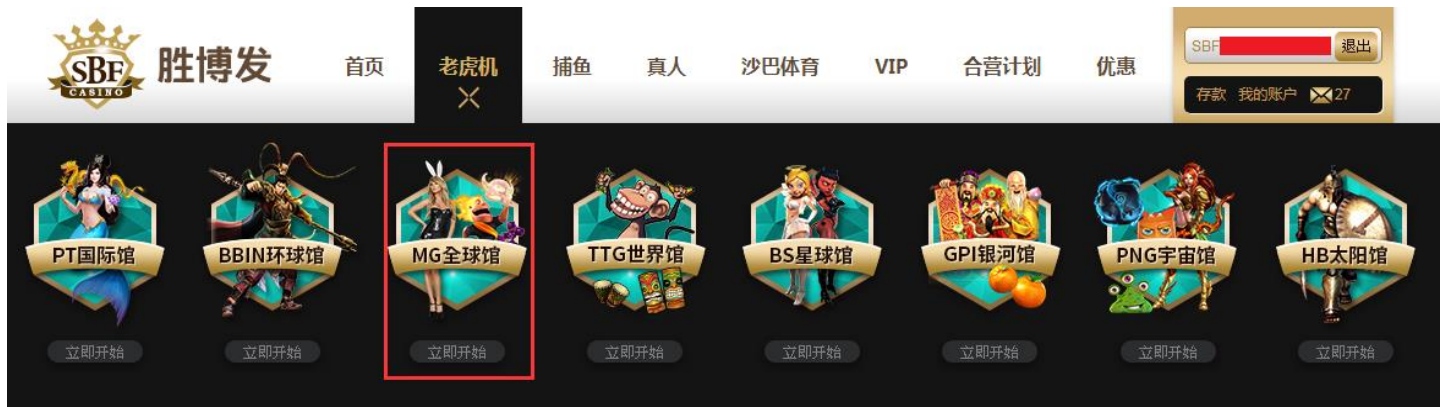 SBF
CASINO
胜博发
首页
老虎机
捕鱼
真人
沙巴体育
VIP
合营计划
优惠
SBF
退出
存款 我的账户 27
PT国际馆
BBIN环球馆
MG全球馆
TTG世界馆
BS星球馆
GPI银河馆
PNG宇宙馆
HB太阳馆
立即开始
立即开始
立即开始
立即开始
立即开始
立即开始
立即开始
立即开始